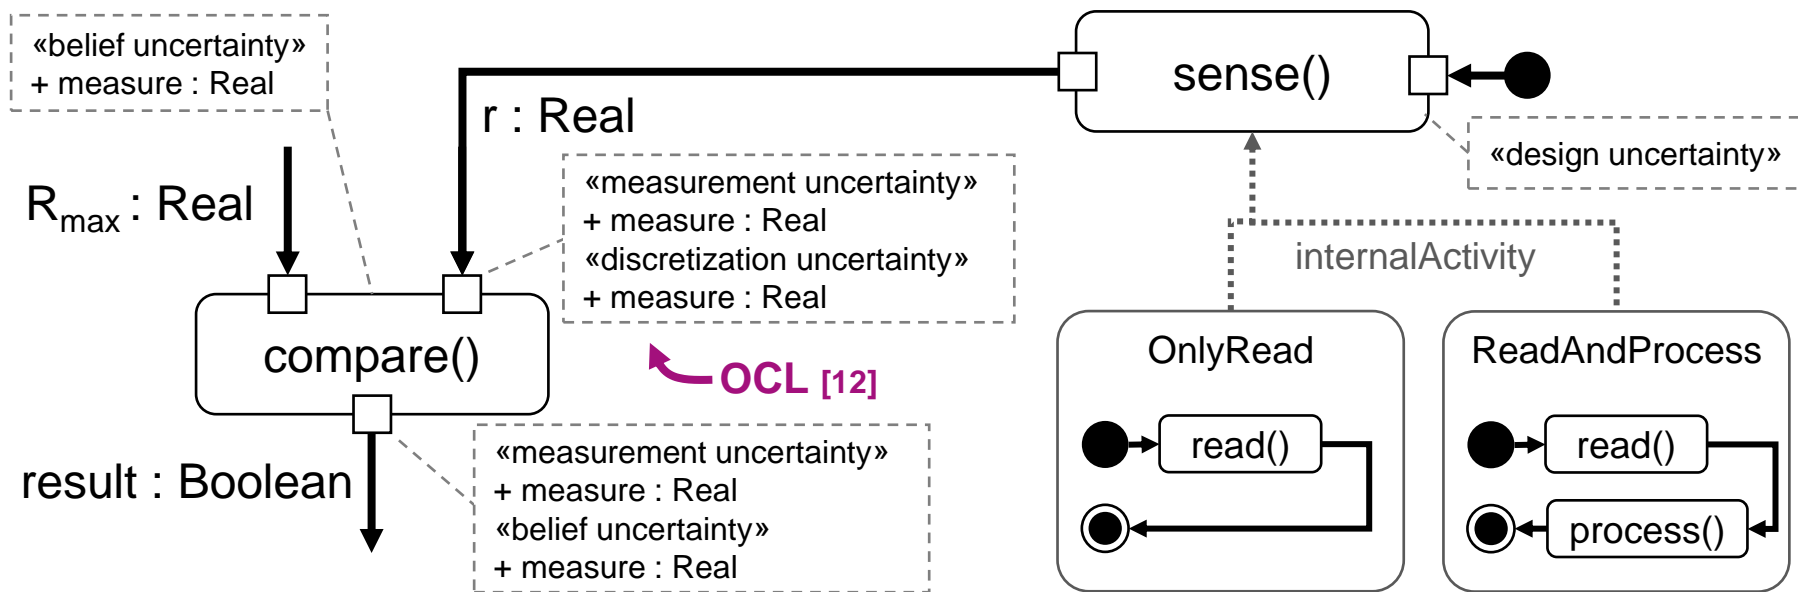 «belief uncertainty»
+ measure : Real
sense()
r : Real
«design uncertainty»
R_max : Real
«measurement uncertainty»
+ measure : Real
«discretization uncertainty»
+ measure : Real
internalActivity
compare()
OCL [12]
OnlyRead
ReadAndProcess
read()
read()
process()
result : Boolean
«measurement uncertainty»
+ measure : Real
«belief uncertainty»
+ measure : Real